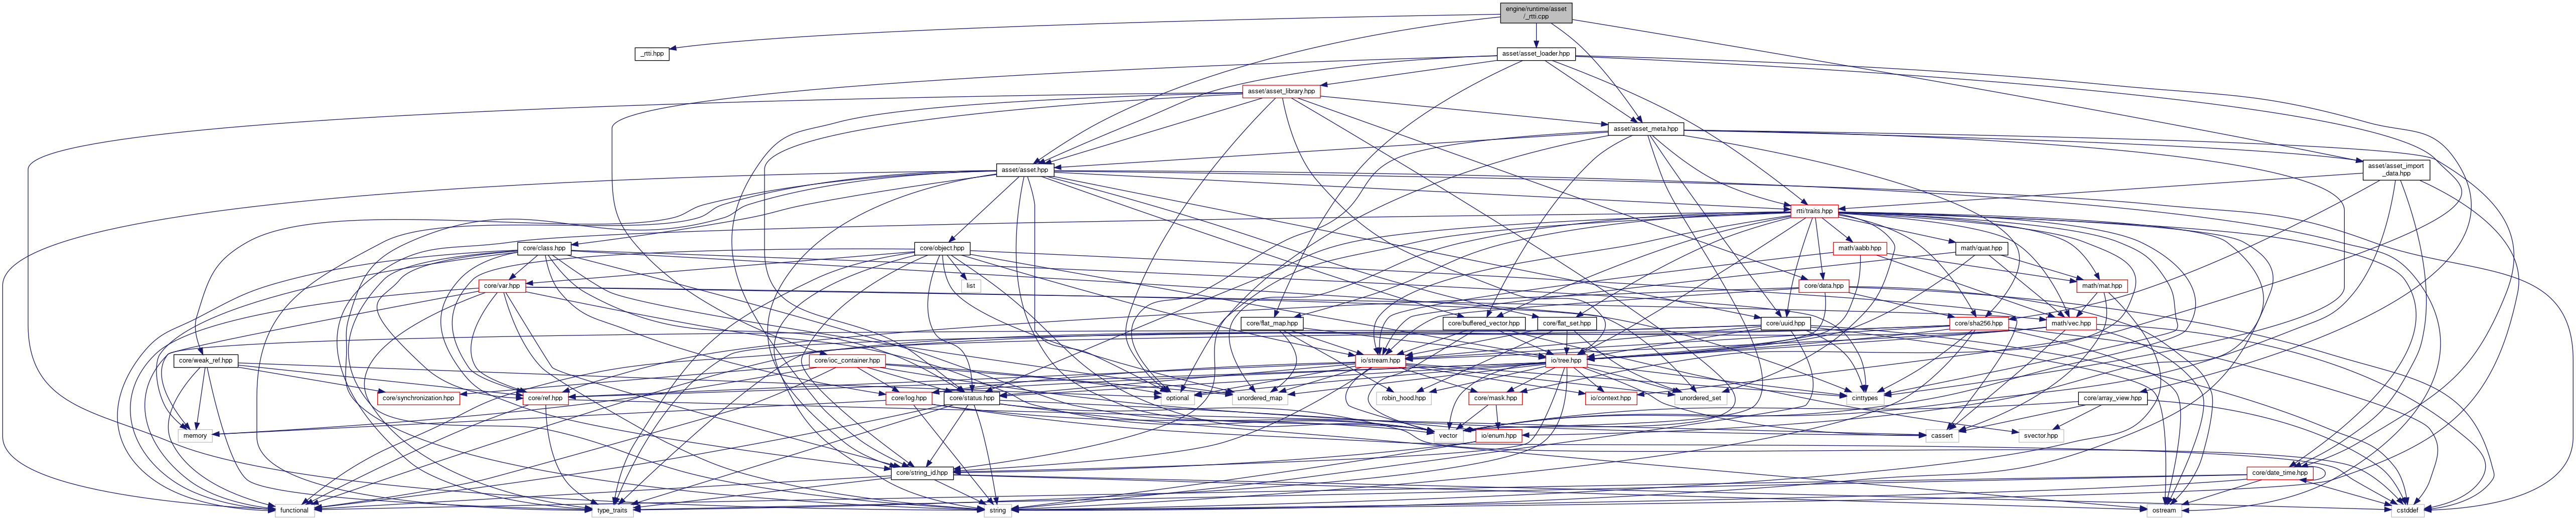 engine/runtime/asset
/_rtti.cpp
_rtti.hpp
asset/asset_loader.hpp
asset/asset_library.hpp
asset/asset_meta.hpp
asset/asset.hpp
asset/asset_import
_data.hpp
rtti/traits.hpp
core/class.hpp
core/object.hpp
math/aabb.hpp
math/quat.hpp
core/var.hpp
list
core/data.hpp
math/mat.hpp
core/flat_map.hpp
core/buffered_vector.hpp
core/flat_set.hpp
core/uuid.hpp
core/sha256.hpp
math/vec.hpp
core/weak_ref.hpp
core/ioc_container.hpp
io/stream.hpp
io/tree.hpp
core/synchronization.hpp
core/ref.hpp
core/log.hpp
core/status.hpp
optional
unordered_map
robin_hood.hpp
core/mask.hpp
io/context.hpp
unordered_set
cinttypes
core/array_view.hpp
memory
vector
io/enum.hpp
cassert
svector.hpp
core/string_id.hpp
core/date_time.hpp
functional
type_traits
string
ostream
cstddef